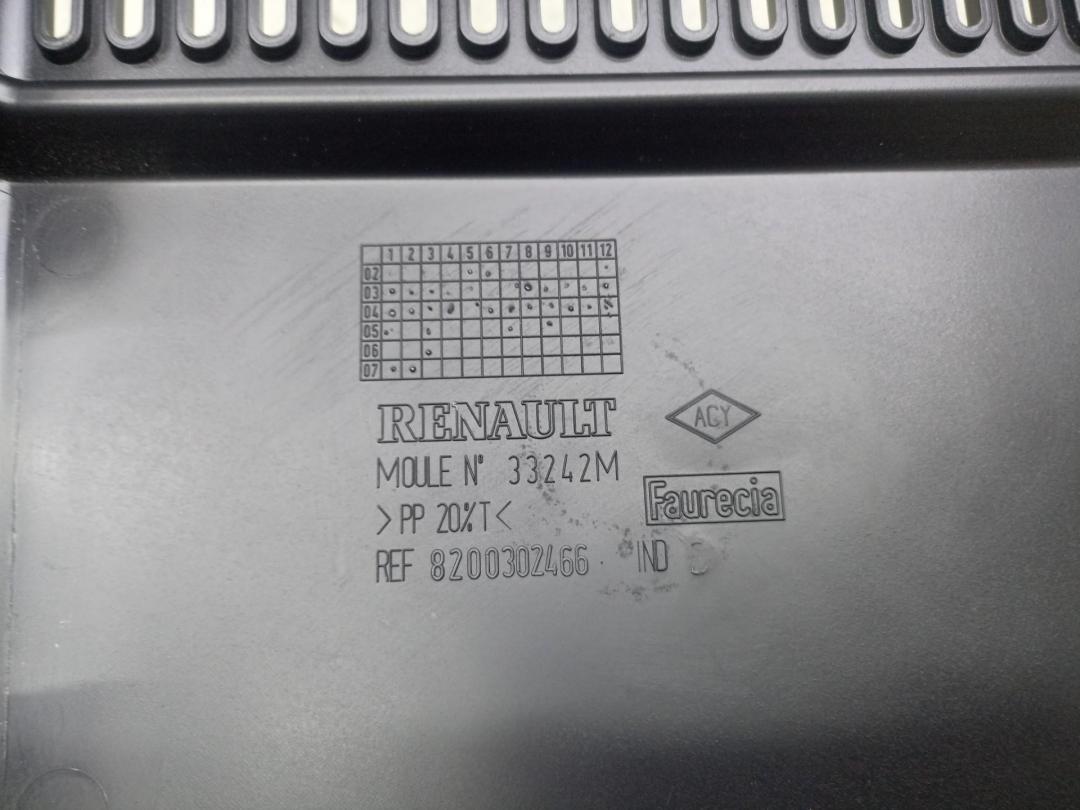 1 2 3 4 5 6 7 8 9 10 11 12
02
03
04
05
06
07
RENAULT
ACY
MOULE N° 33242M
>PP 20%T<
Faurecia
REF 8200302466 IND